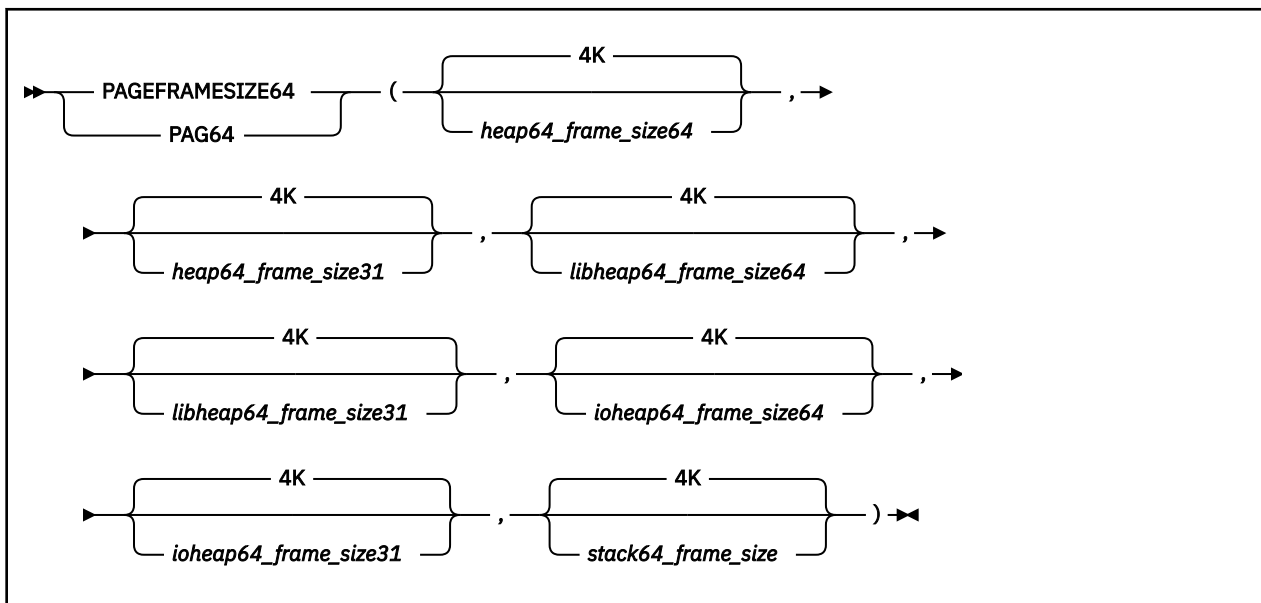 4K
PAGEFRAMESIZE64 ( ,
PAG64 heap64_frame_size64
4K 4K
, ,
heap64_frame_size31 libheap64_frame_size64
4K 4K
, ,
libheap64_frame_size31 ioheap64_frame_size64
4K 4K
, )
ioheap64_frame_size31 stack64_frame_size